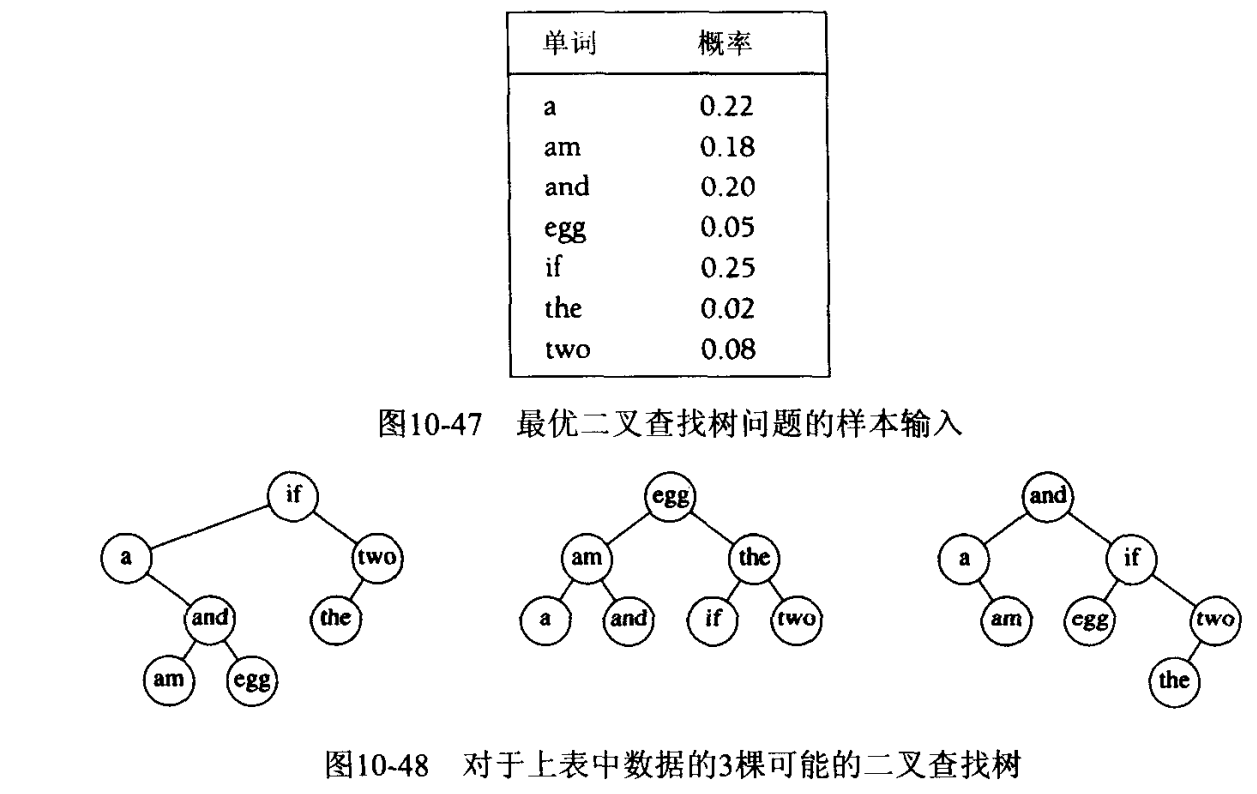 单词 概率
a 0.22
am 0.18
and 0.20
egg 0.05
if 0.25
the 0.02
two 0.08
图10-47 最优二叉查找树问题的样本输入
if egg and
a two am the a if
and the a and if two am egg two
am egg the
图10-48 对于上表中数据的3棵可能的二叉查找树